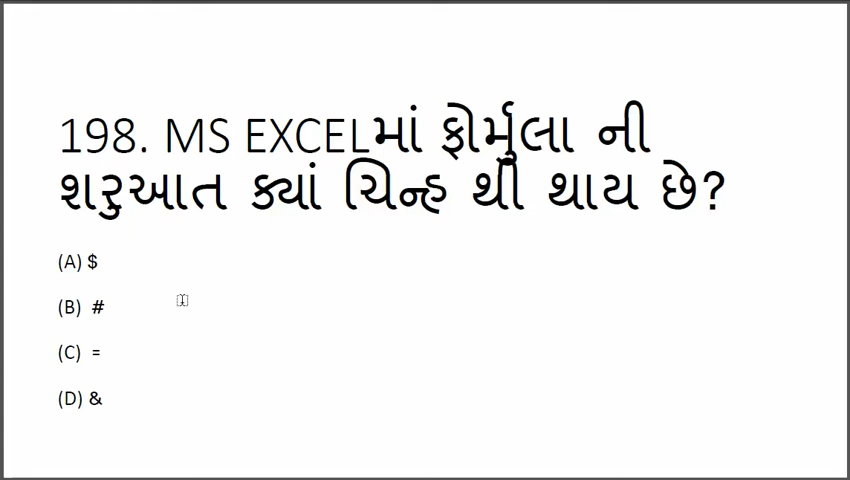 198. MS EXCELમાં ફોર્મુલા ની
શરુઆત ક્યાં ચિન્હ થી થાય છે?
(A) $
(B) #
(C) =
(D) &